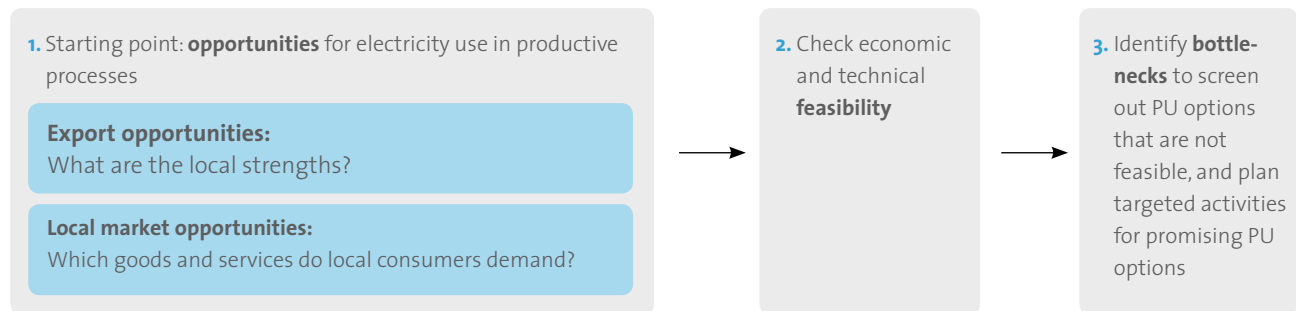 1. Starting point: opportunities for electricity use in productive
processes
Export opportunities:
What are the local strengths?
Local market opportunities:
Which goods and services do local consumers demand?
2. Check economic
and technical
feasibility
3. Identify bottle-
necks to screen
out PU options
that are not
feasible, and plan
targeted activities
for promising PU
options